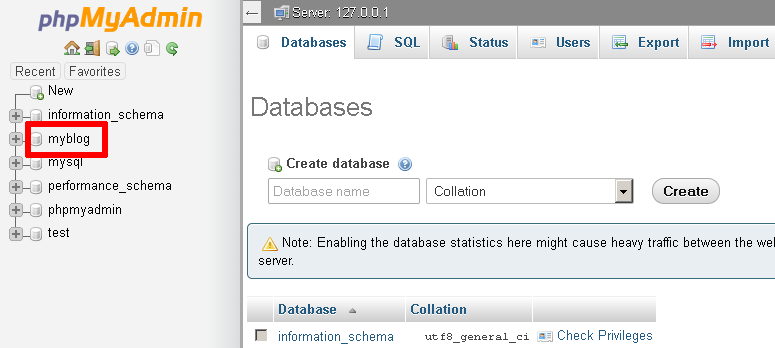 phpMyAdmin
Recent Favorites
New
information_schema
myblog
mysql
performance_schema
phpmyadmin
test
Server: 127.0.0.1
Databases SQL Status Users Export Import
Databases
Create database
Database name Collation Create
Note: Enabling the database statistics here might cause heavy traffic between the we
server.
Database Collation
information_schema utf8_general_ci Check Privileges